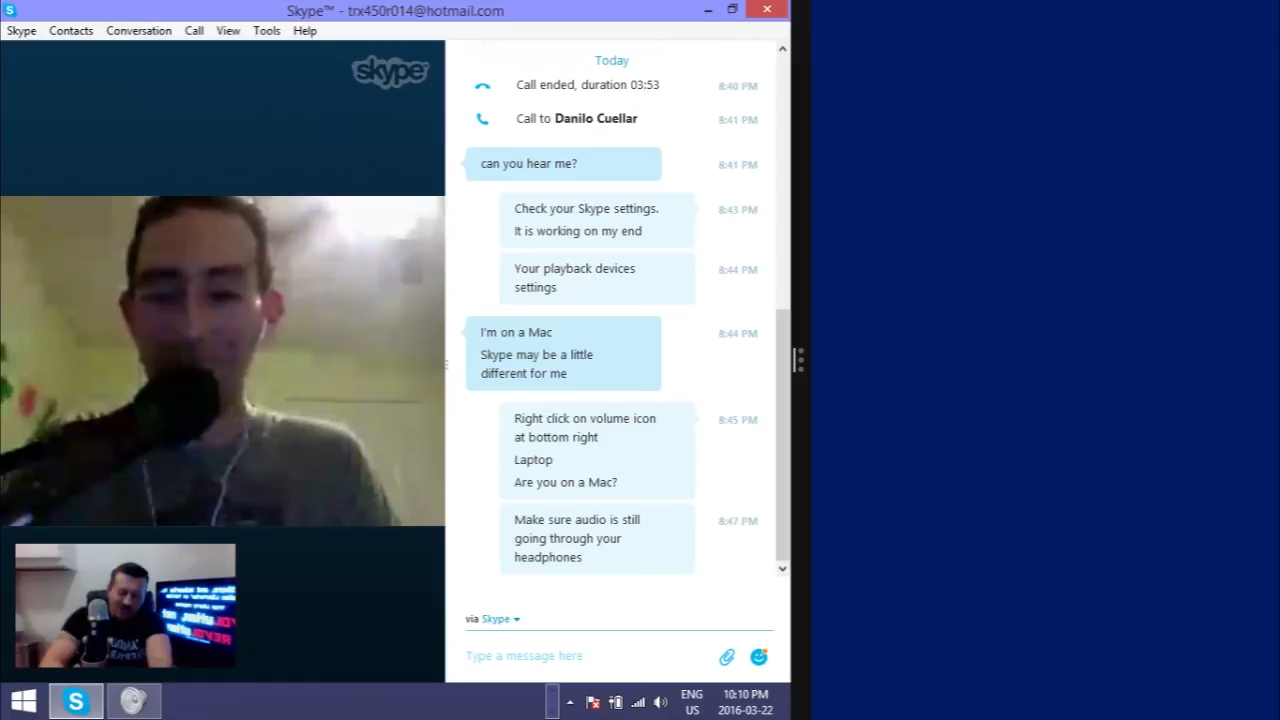 Skype™ - trx450r014@hotmail.com
Skype Contacts Conversation Call View Tools Help
skype
Today
Call ended, duration 03:53 8:40 PM
Call to Danilo Cuellar 8:41 PM
can you hear me? 8:41 PM
Check your Skype settings. 8:43 PM
It is working on my end
Your playback devices 8:44 PM
settings
I'm on a Mac 8:44 PM
Skype may be a little
different for me
Right click on volume icon 8:45 PM
at bottom right
Laptop
Are you on a Mac?
Make sure audio is still 8:47 PM
going through your
headphones
via Skype
Type a message here
ENG 10:10 PM
US 2016-03-22